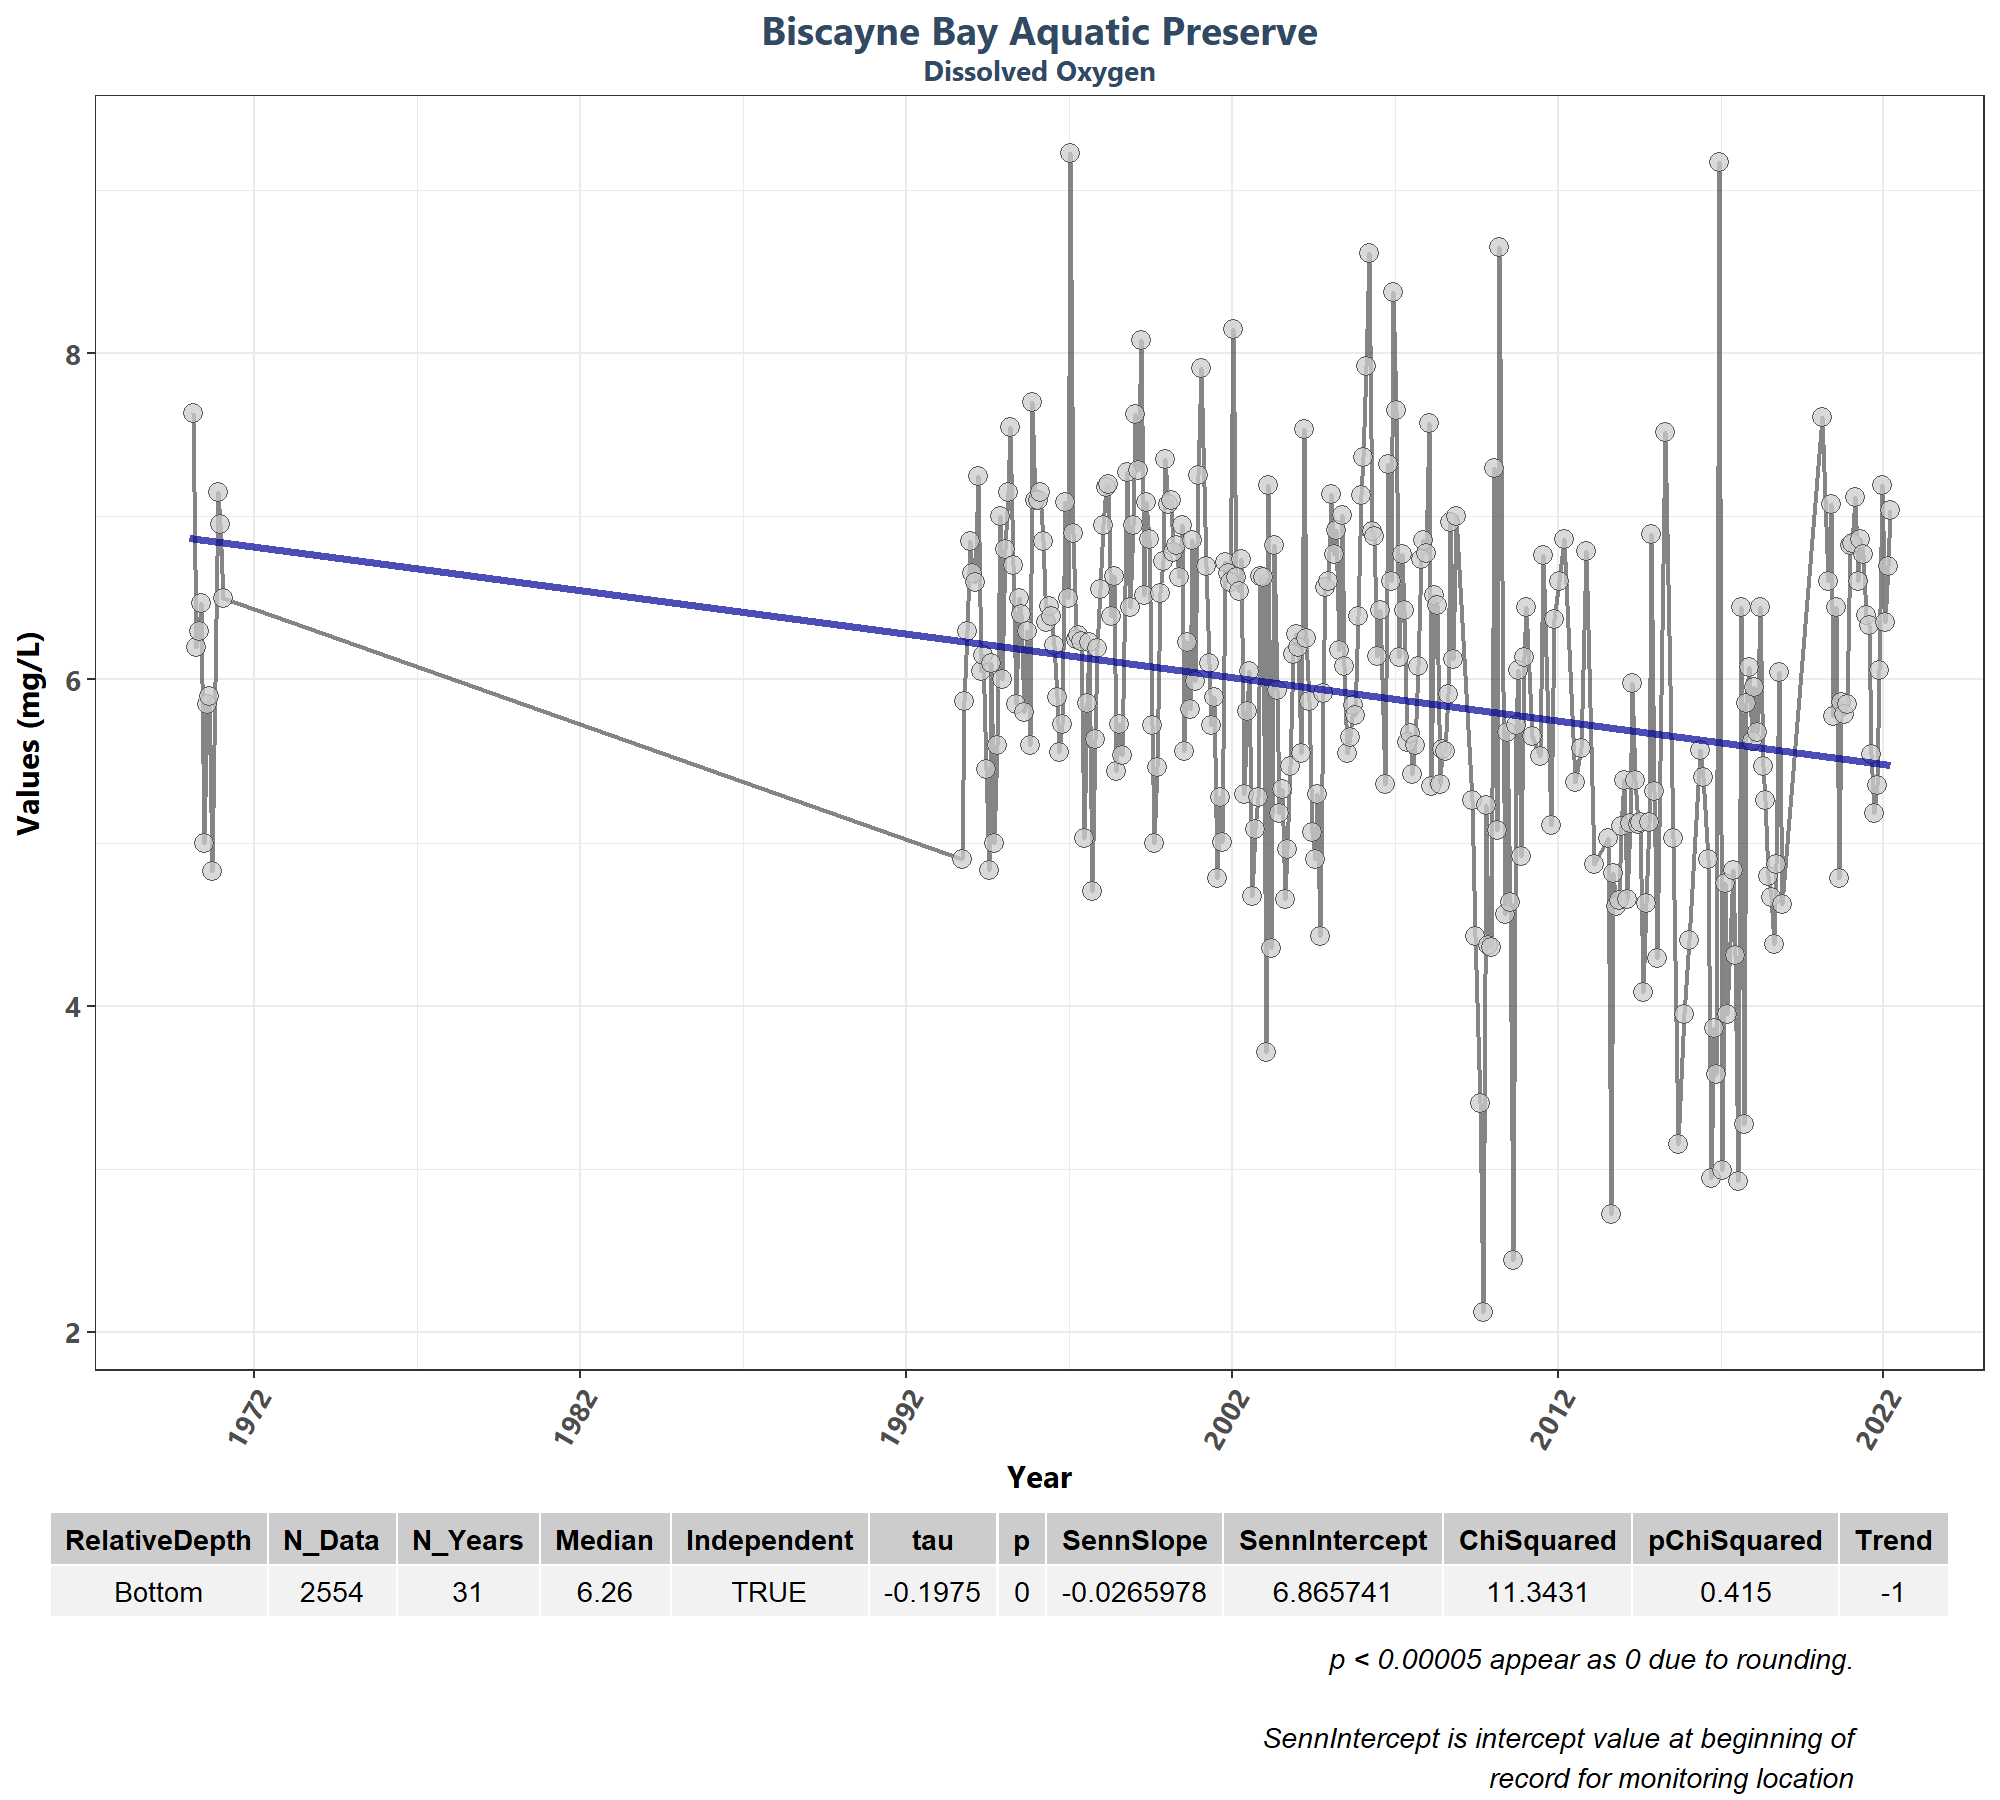 Biscayne Bay Aquatic Preserve
Dissolved Oxygen
Values (mg/L)
8
6
4
2
1972 1982 1992 2002 2012 2022
Year
RelativeDepth N_Data N_Years Median Independent tau p SennSlope SennIntercept ChiSquared pChiSquared Trend
Bottom 2554 31 6.26 TRUE -0.1975 0 -0.0265978 6.865741 11.3431 0.415 -1
p < 0.00005 appear as 0 due to rounding.
SennIntercept is intercept value at beginning of
record for monitoring location